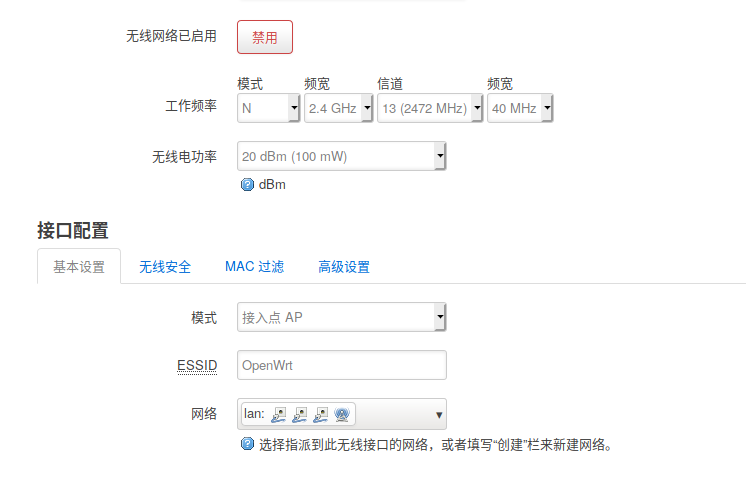 无线网络已启用 禁用
模式 频宽 信道 频宽
工作频率 N 2.4 GHz 13 (2472 MHz) 40 MHz
无线电功率 20 dBm (100 mW)
dBm
接口配置
基本设置 无线安全 MAC 过滤 高级设置
模式 接入点 AP
ESSID OpenWrt
网络 lan:
选择指派到此无线接口的网络，或者填写“创建”栏来新建网络。